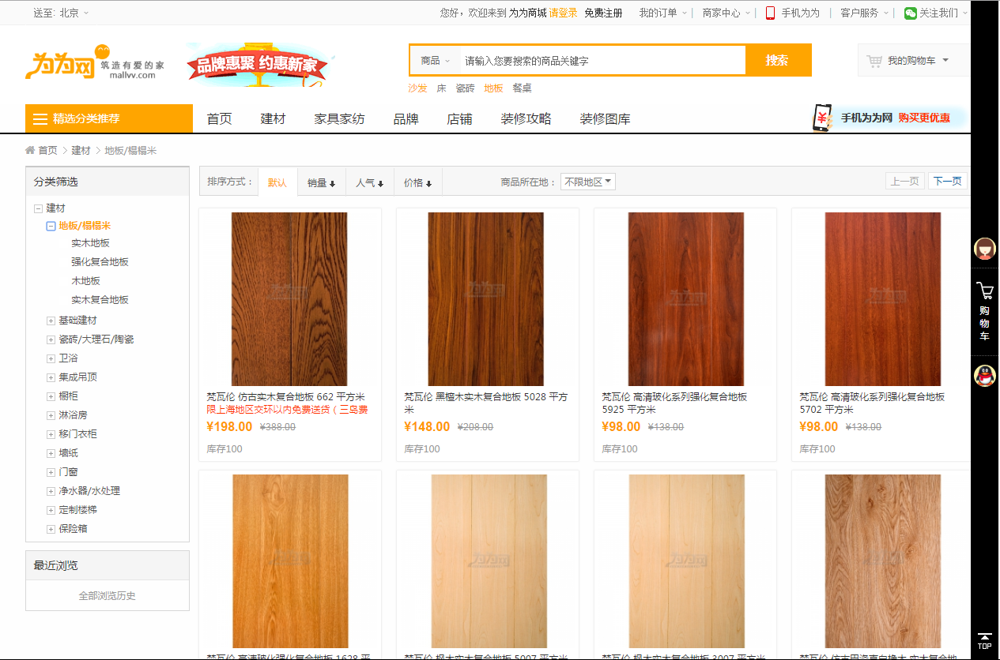 送至: 北京
您好，欢迎来到 为为商城 请登录 免费注册
我的订单
商家中心
手机为为
客户服务
关注我们
为为网
筑造有爱的家
mallvv.com
品牌惠聚 约惠新家
商品
请输入您要搜索的商品关键字
搜索
我的购物车
沙发 床 瓷砖 地板 餐桌
精选分类推荐
首页 建材 家具家纺 品牌 店铺 装修攻略 装修图库
手机为为网 购买更优惠
首页 > 建材 > 地板/榻榻米
分类筛选
建材
地板/榻榻米
实木地板
强化复合地板
木地板
实木复合地板
基础建材
瓷砖/大理石/陶瓷
卫浴
集成吊顶
橱柜
淋浴房
移门衣柜
墙纸
门窗
净水器/水处理
定制楼梯
保险箱
最近浏览
全部浏览历史
排序方式： 默认 销量 人气 价格
商品所在地： 不限地区
上一页 下一页
梵瓦伦 仿古实木复合地板 662 平方米
限上海地区交环以内免费送货（三岛费
¥198.00 ¥388.00
库存100
梵瓦伦 黑檀木实木复合地板 5028 平方
米
¥148.00 ¥208.00
库存100
梵瓦伦 高清玻化系列强化复合地板
5925 平方米
¥98.00 ¥138.00
库存100
梵瓦伦 高清玻化系列强化复合地板
5702 平方米
¥98.00 ¥138.00
库存100
梵瓦伦 高清玻化强化复合地板 1628 平
梵瓦伦 枫木实木复合地板 5007 平方米
梵瓦伦 枫木实木复合地板 3007 平方米
购
物
车
TOP